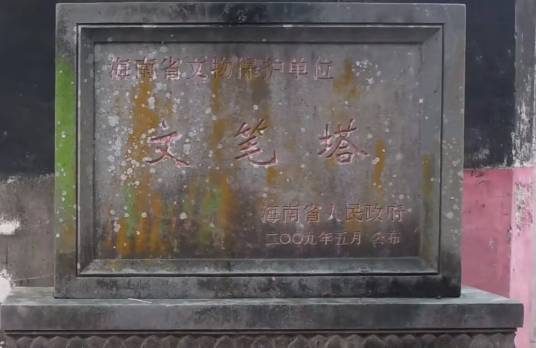 海南省文物保护单位
文笔塔
海南省人民政府
二〇〇九年五月 公布